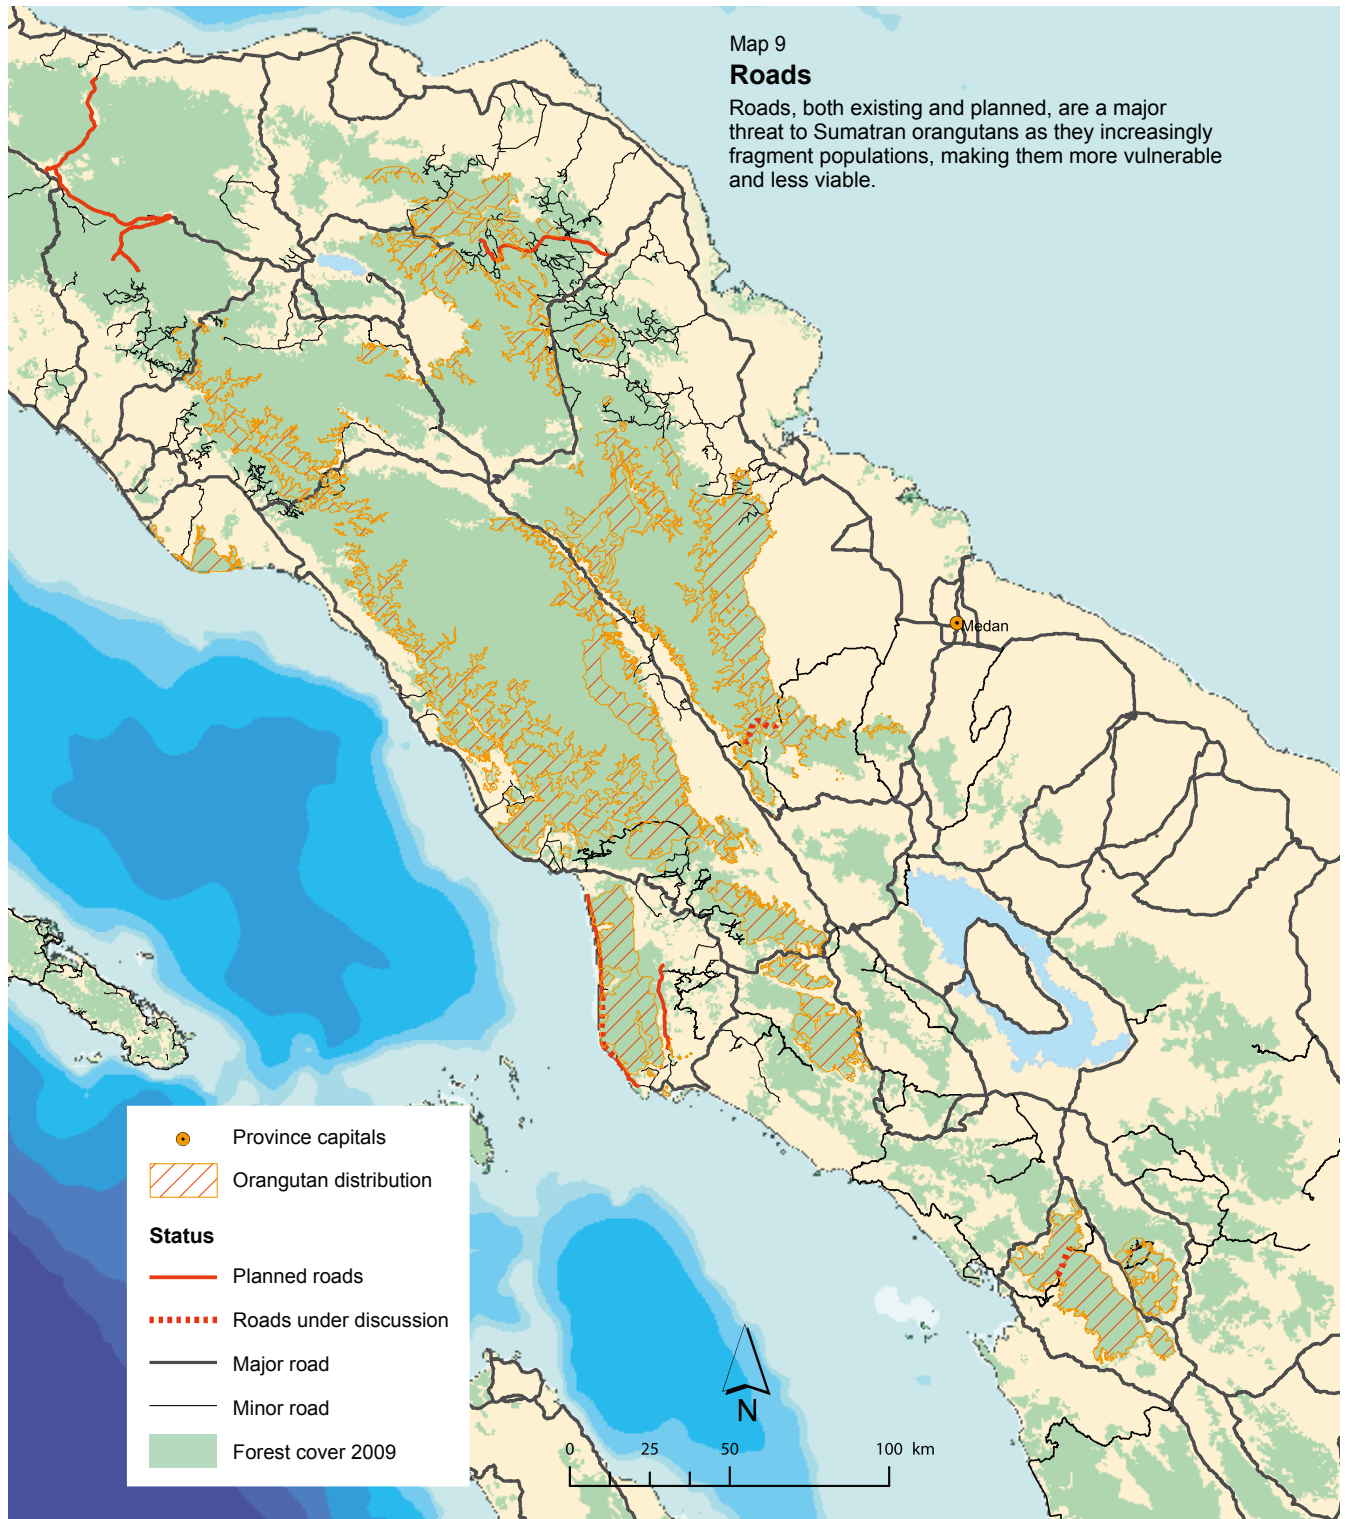 Map 9
Roads
Roads, both existing and planned, are a major
threat to Sumatran orangutans as they increasingly
fragment populations, making them more vulnerable
and less viable.
Medan
Province capitals
Orangutan distribution
Status
Planned roads
Roads under discussion
Major road
Minor road
Forest cover 2009
N
0 25 50 100 km